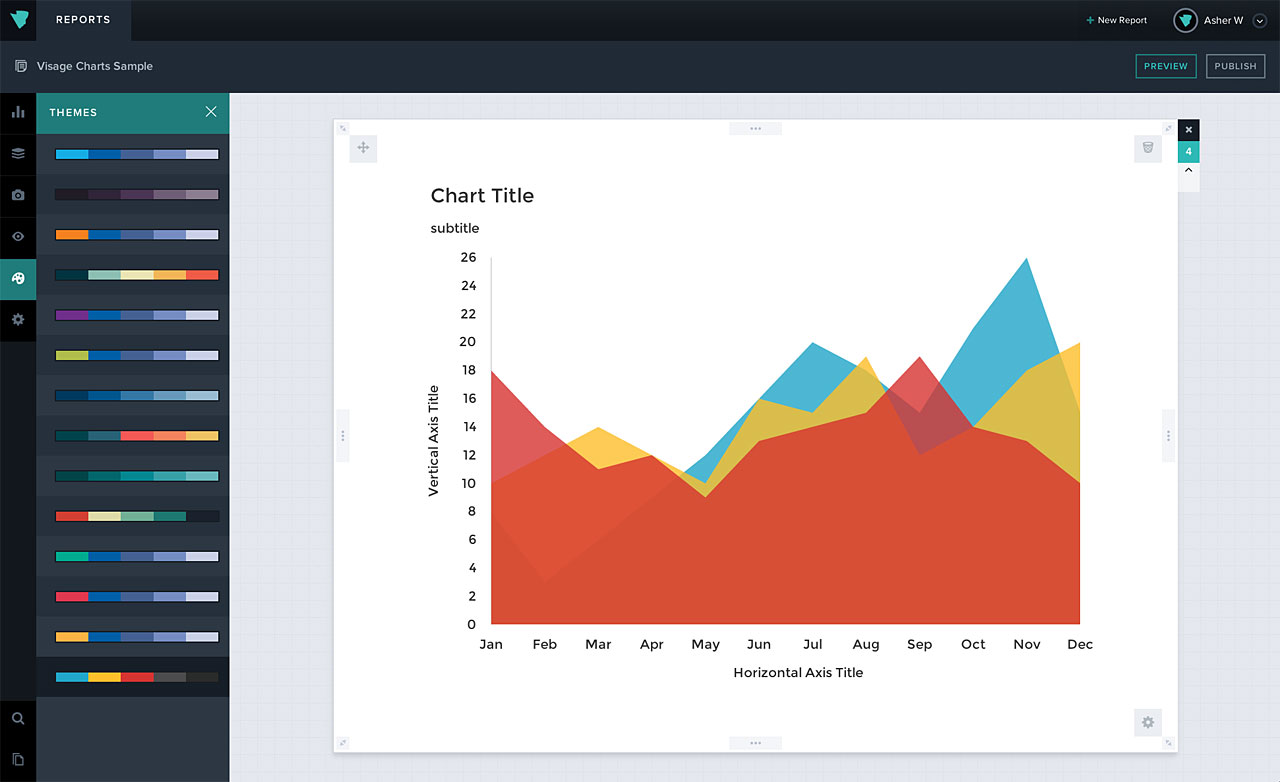 REPORTS
+ New Report
Asher W
Visage Charts Sample
PREVIEW
PUBLISH
THEMES
4
Chart Title
subtitle
26
24
22
20
18
16
14
12
10
8
6
4
2
0
Vertical Axis Title
Jan Feb Mar Apr May Jun Jul Aug Sep Oct Nov Dec
Horizontal Axis Title